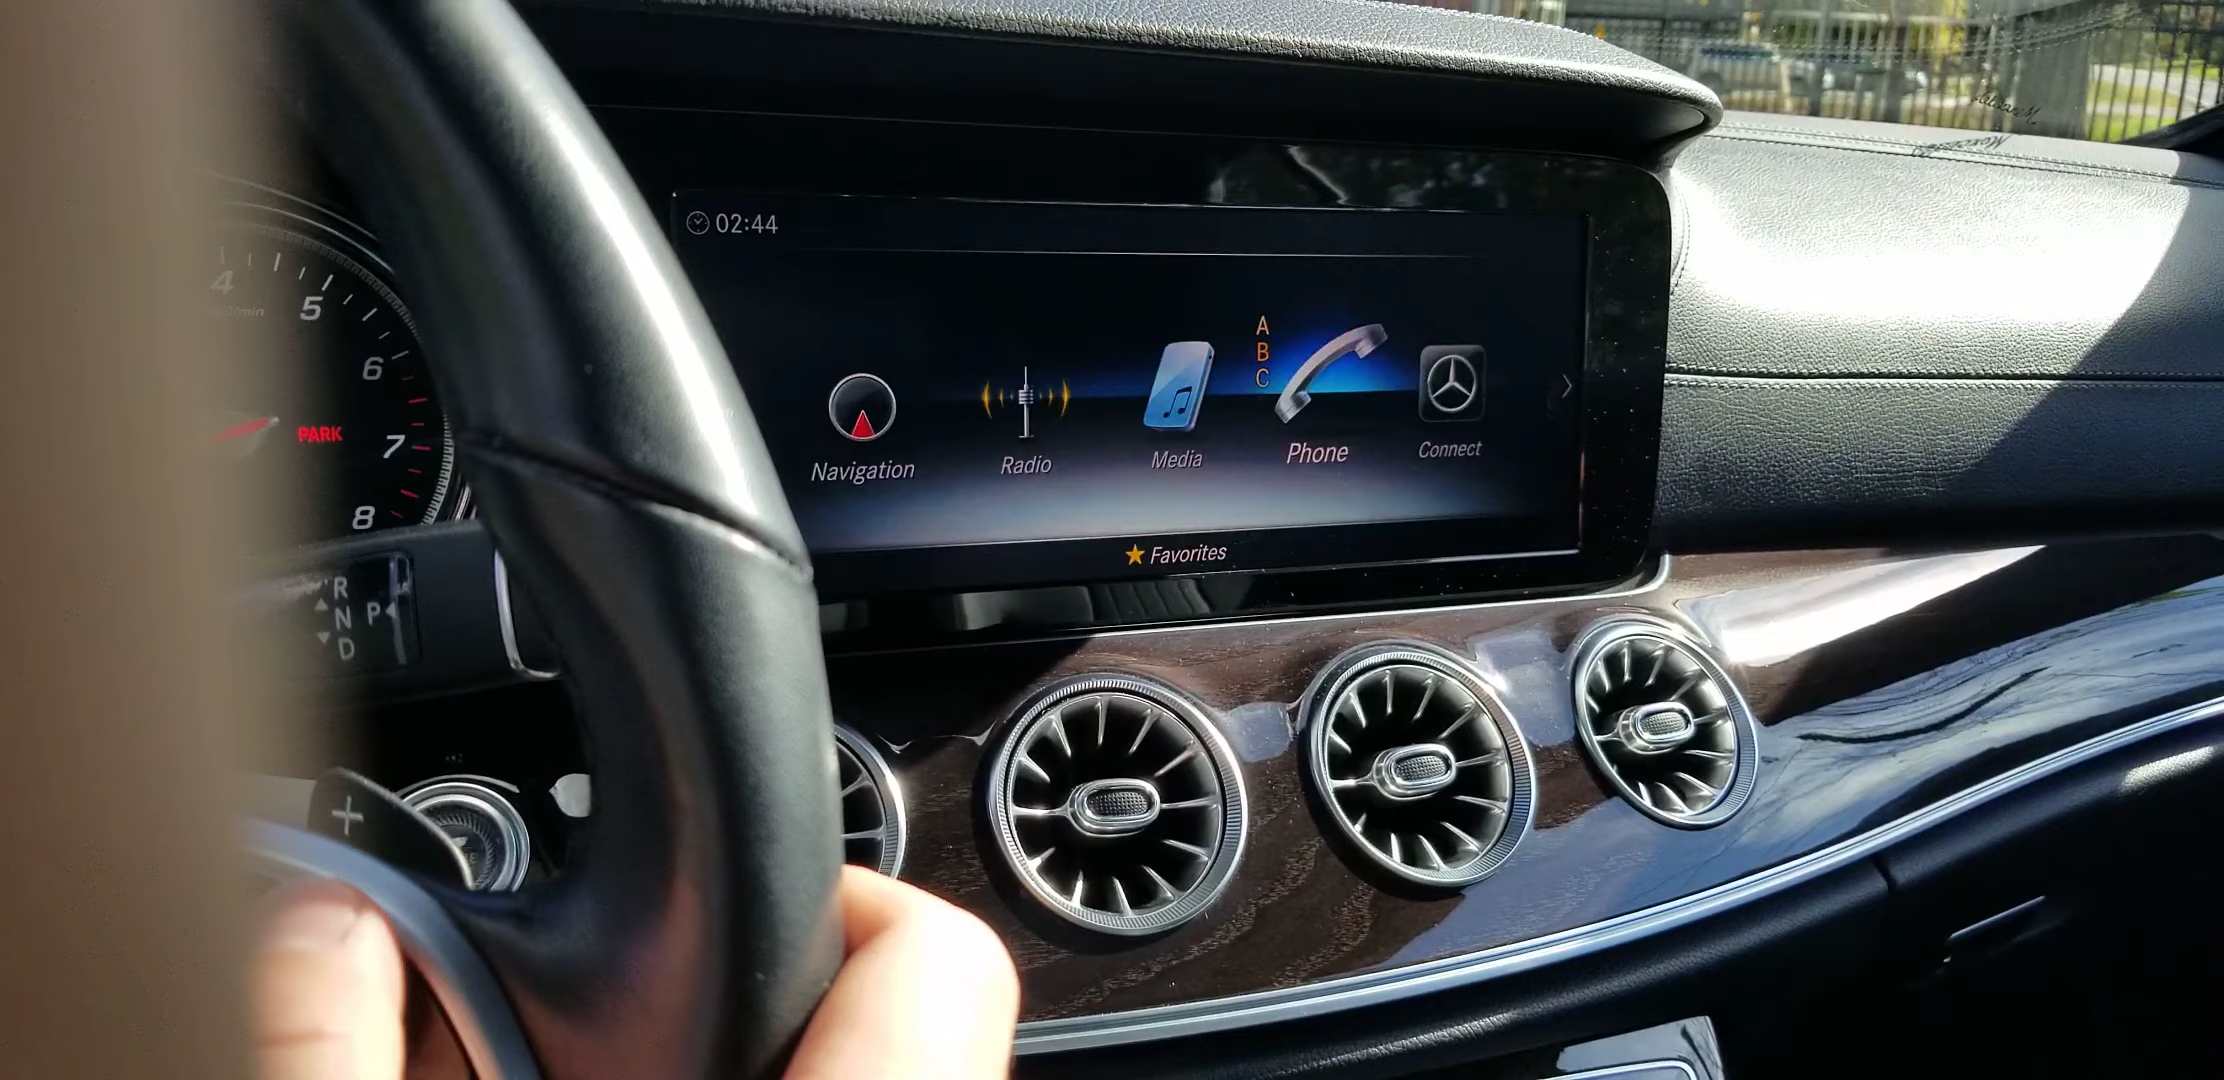 02:44
4
5
6
7
8
PARK
A
B
C
Navigation
Radio
Media
Phone
Connect
Favorites
R
N
D
P
+